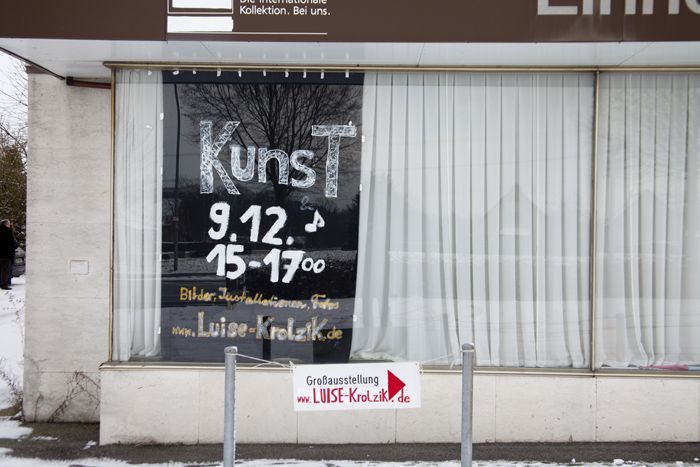 Die internationale
Kollektion. Bei uns.
KunsT
& ♪
9.12.
15-17⁰⁰
Bilder, Installationen, Fotos
www.Luise-KrolziK.de
Großausstellung
www.LUISE-KroLzik.de